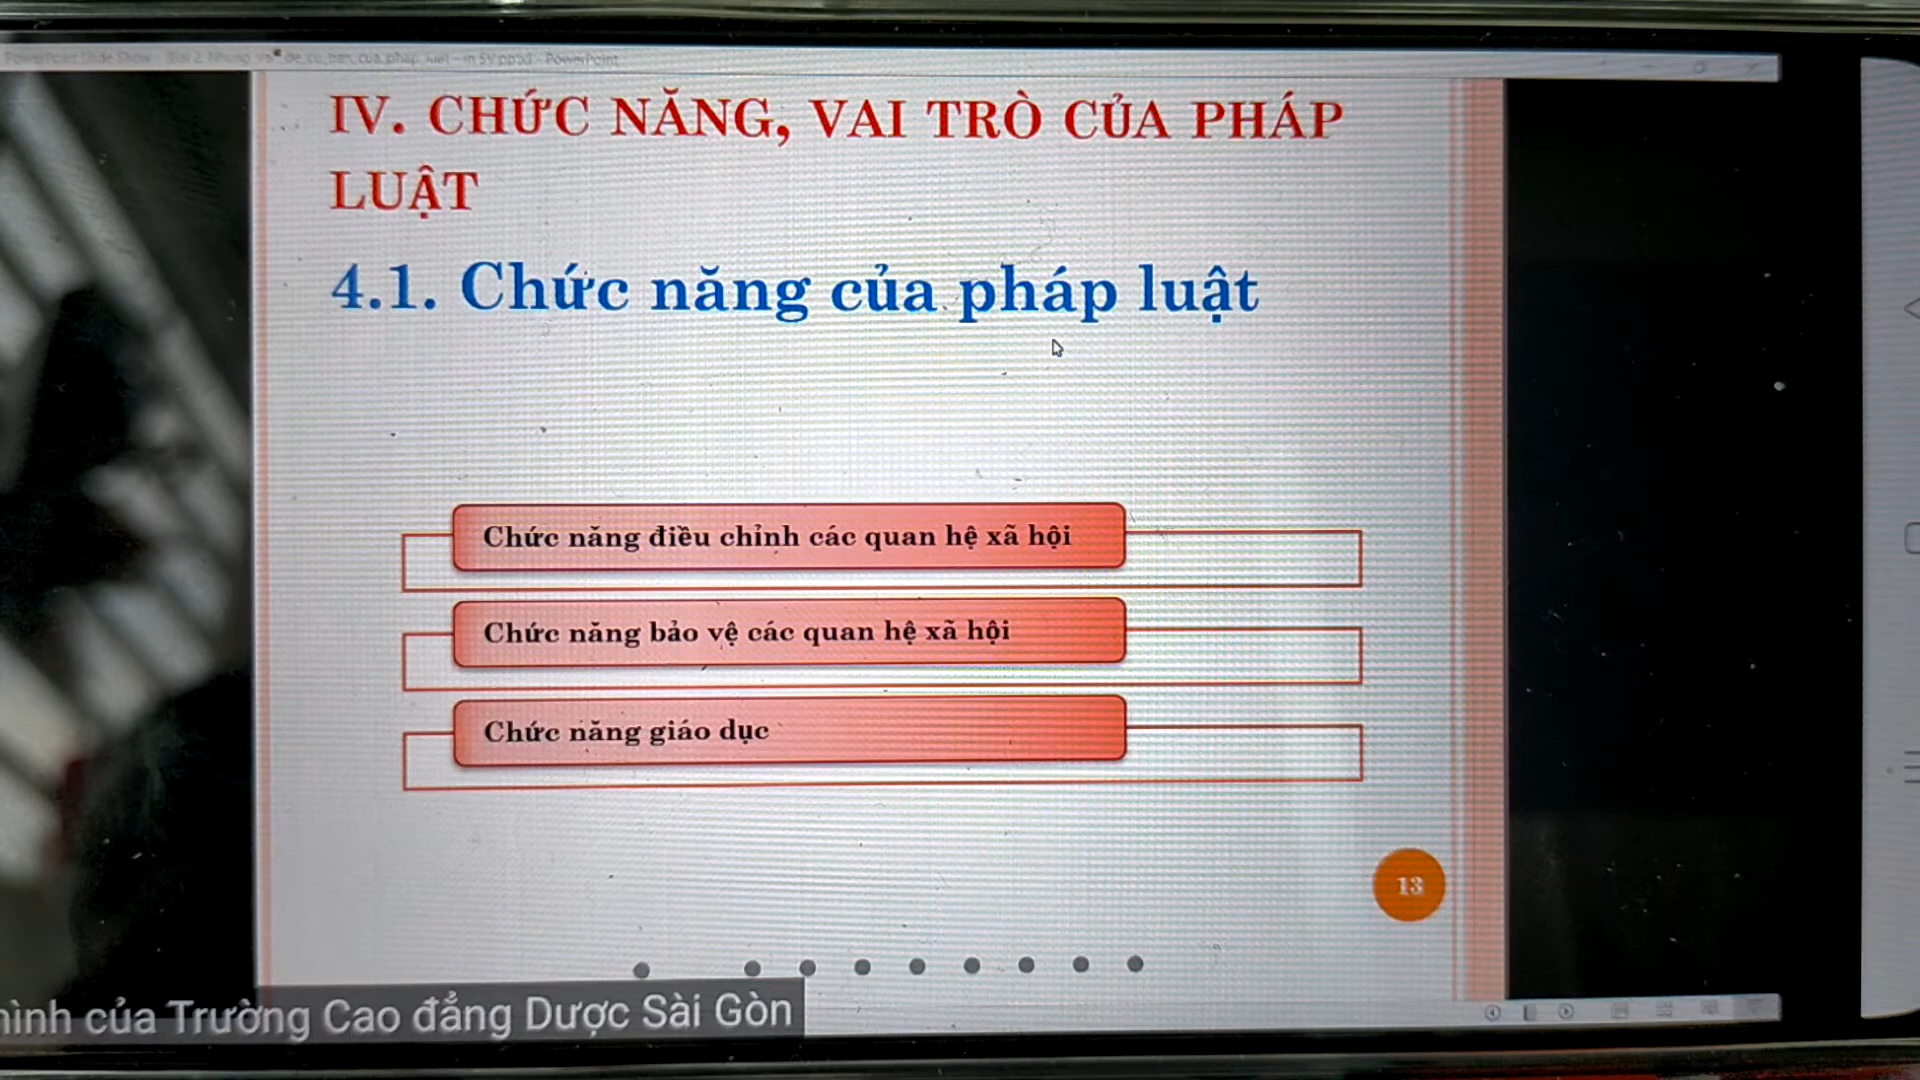 IV. CHỨC NĂNG, VAI TRÒ CỦA PHÁP
LUẬT
4.1. Chức năng của pháp luật
Chức năng điều chỉnh các quan hệ xã hội
Chức năng bảo vệ các quan hệ xã hội
Chức năng giáo dục
13
hình của Trường Cao đẳng Dược Sài Gòn